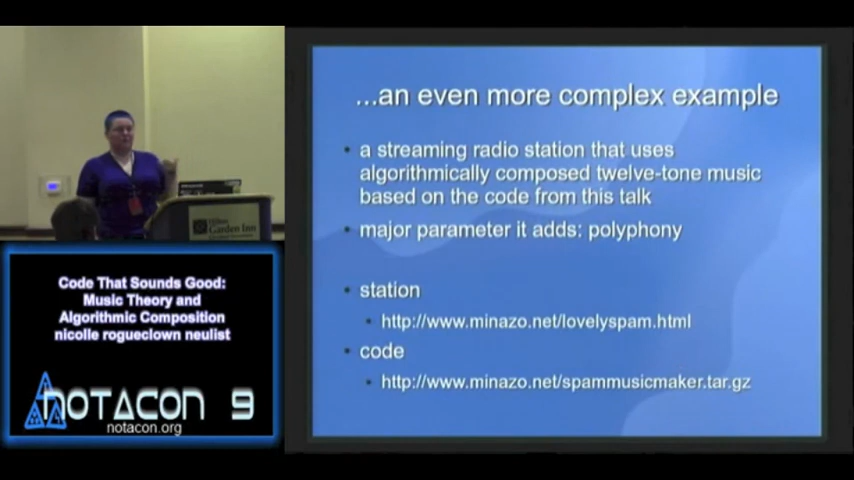 ...an even more complex example
• a streaming radio station that uses
algorithmically composed twelve-tone music
based on the code from this talk
• major parameter it adds: polyphony
• station
• http://www.minazo.net/lovelyspam.html
• code
• http://www.minazo.net/spammusicmaker.tar.gz
Hilton
Garden Inn
Code That Sounds Good:
Music Theory and
Algorithmic Composition
nicolle rogueclown neulist
NOTACON 9
notacon.org